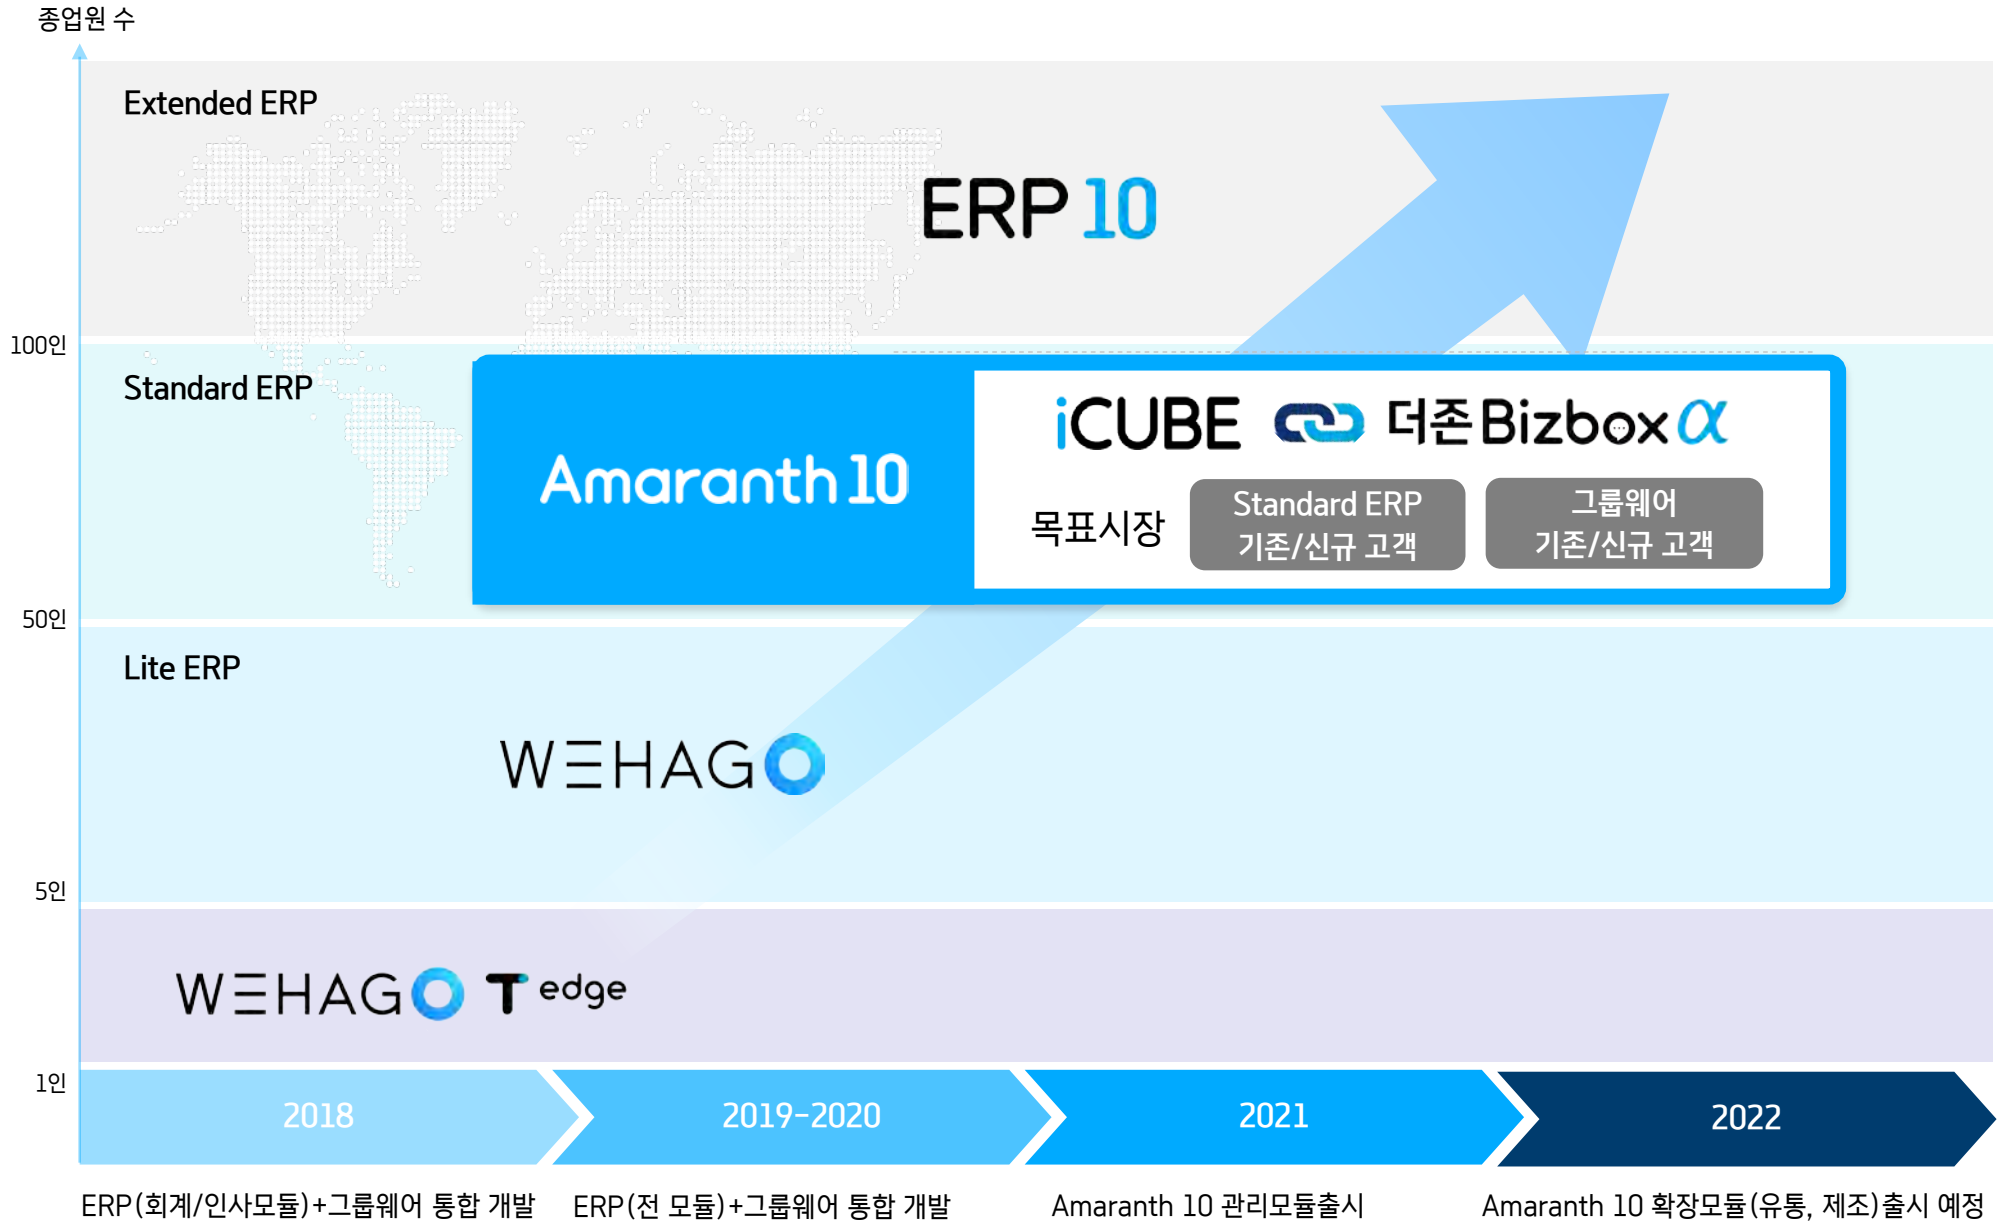 종업원 수
Extended ERP
ERP 10
100인
Standard ERP
Amaranth 10
iCUBE 더존 Bizbox α
목표시장
Standard ERP
기존/신규 고객
그룹웨어
기존/신규 고객
50인
Lite ERP
WEHAGO
5인
WEHAGO T edge
1인
2018
2019-2020
2021
2022
ERP(회계/인사모듈)+그룹웨어 통합 개발
ERP(전 모듈)+그룹웨어 통합 개발
Amaranth 10 관리모듈출시
Amaranth 10 확장모듈(유통, 제조)출시 예정